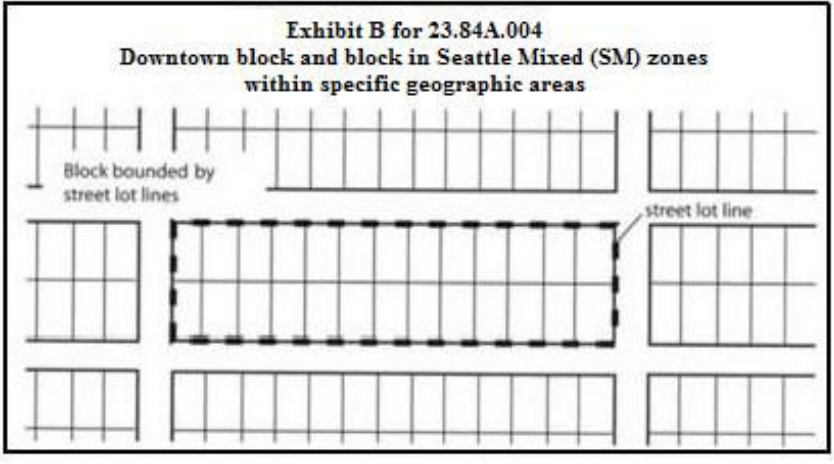 Exhibit B for 23.84A.004
Downtown block and block in Seattle Mixed (SM) zones
within specific geographic areas
Block bounded by
street lot lines
street lot line